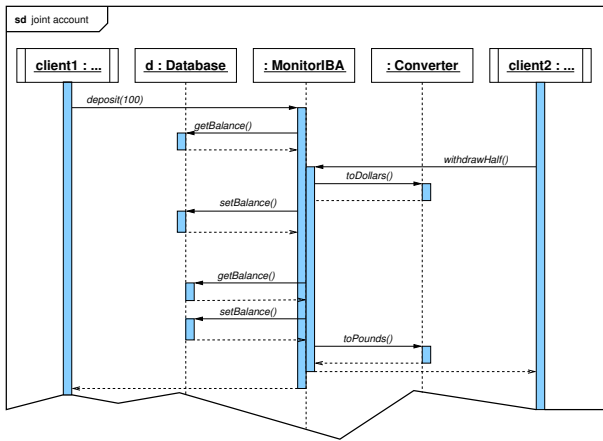 sd joint account
client1 : ...
d : Database
: MonitorIBA
: Converter
client2 : ...
deposit(100)
getBalance()
withdrawHalf()
toDollars()
setBalance()
getBalance()
setBalance()
toPounds()